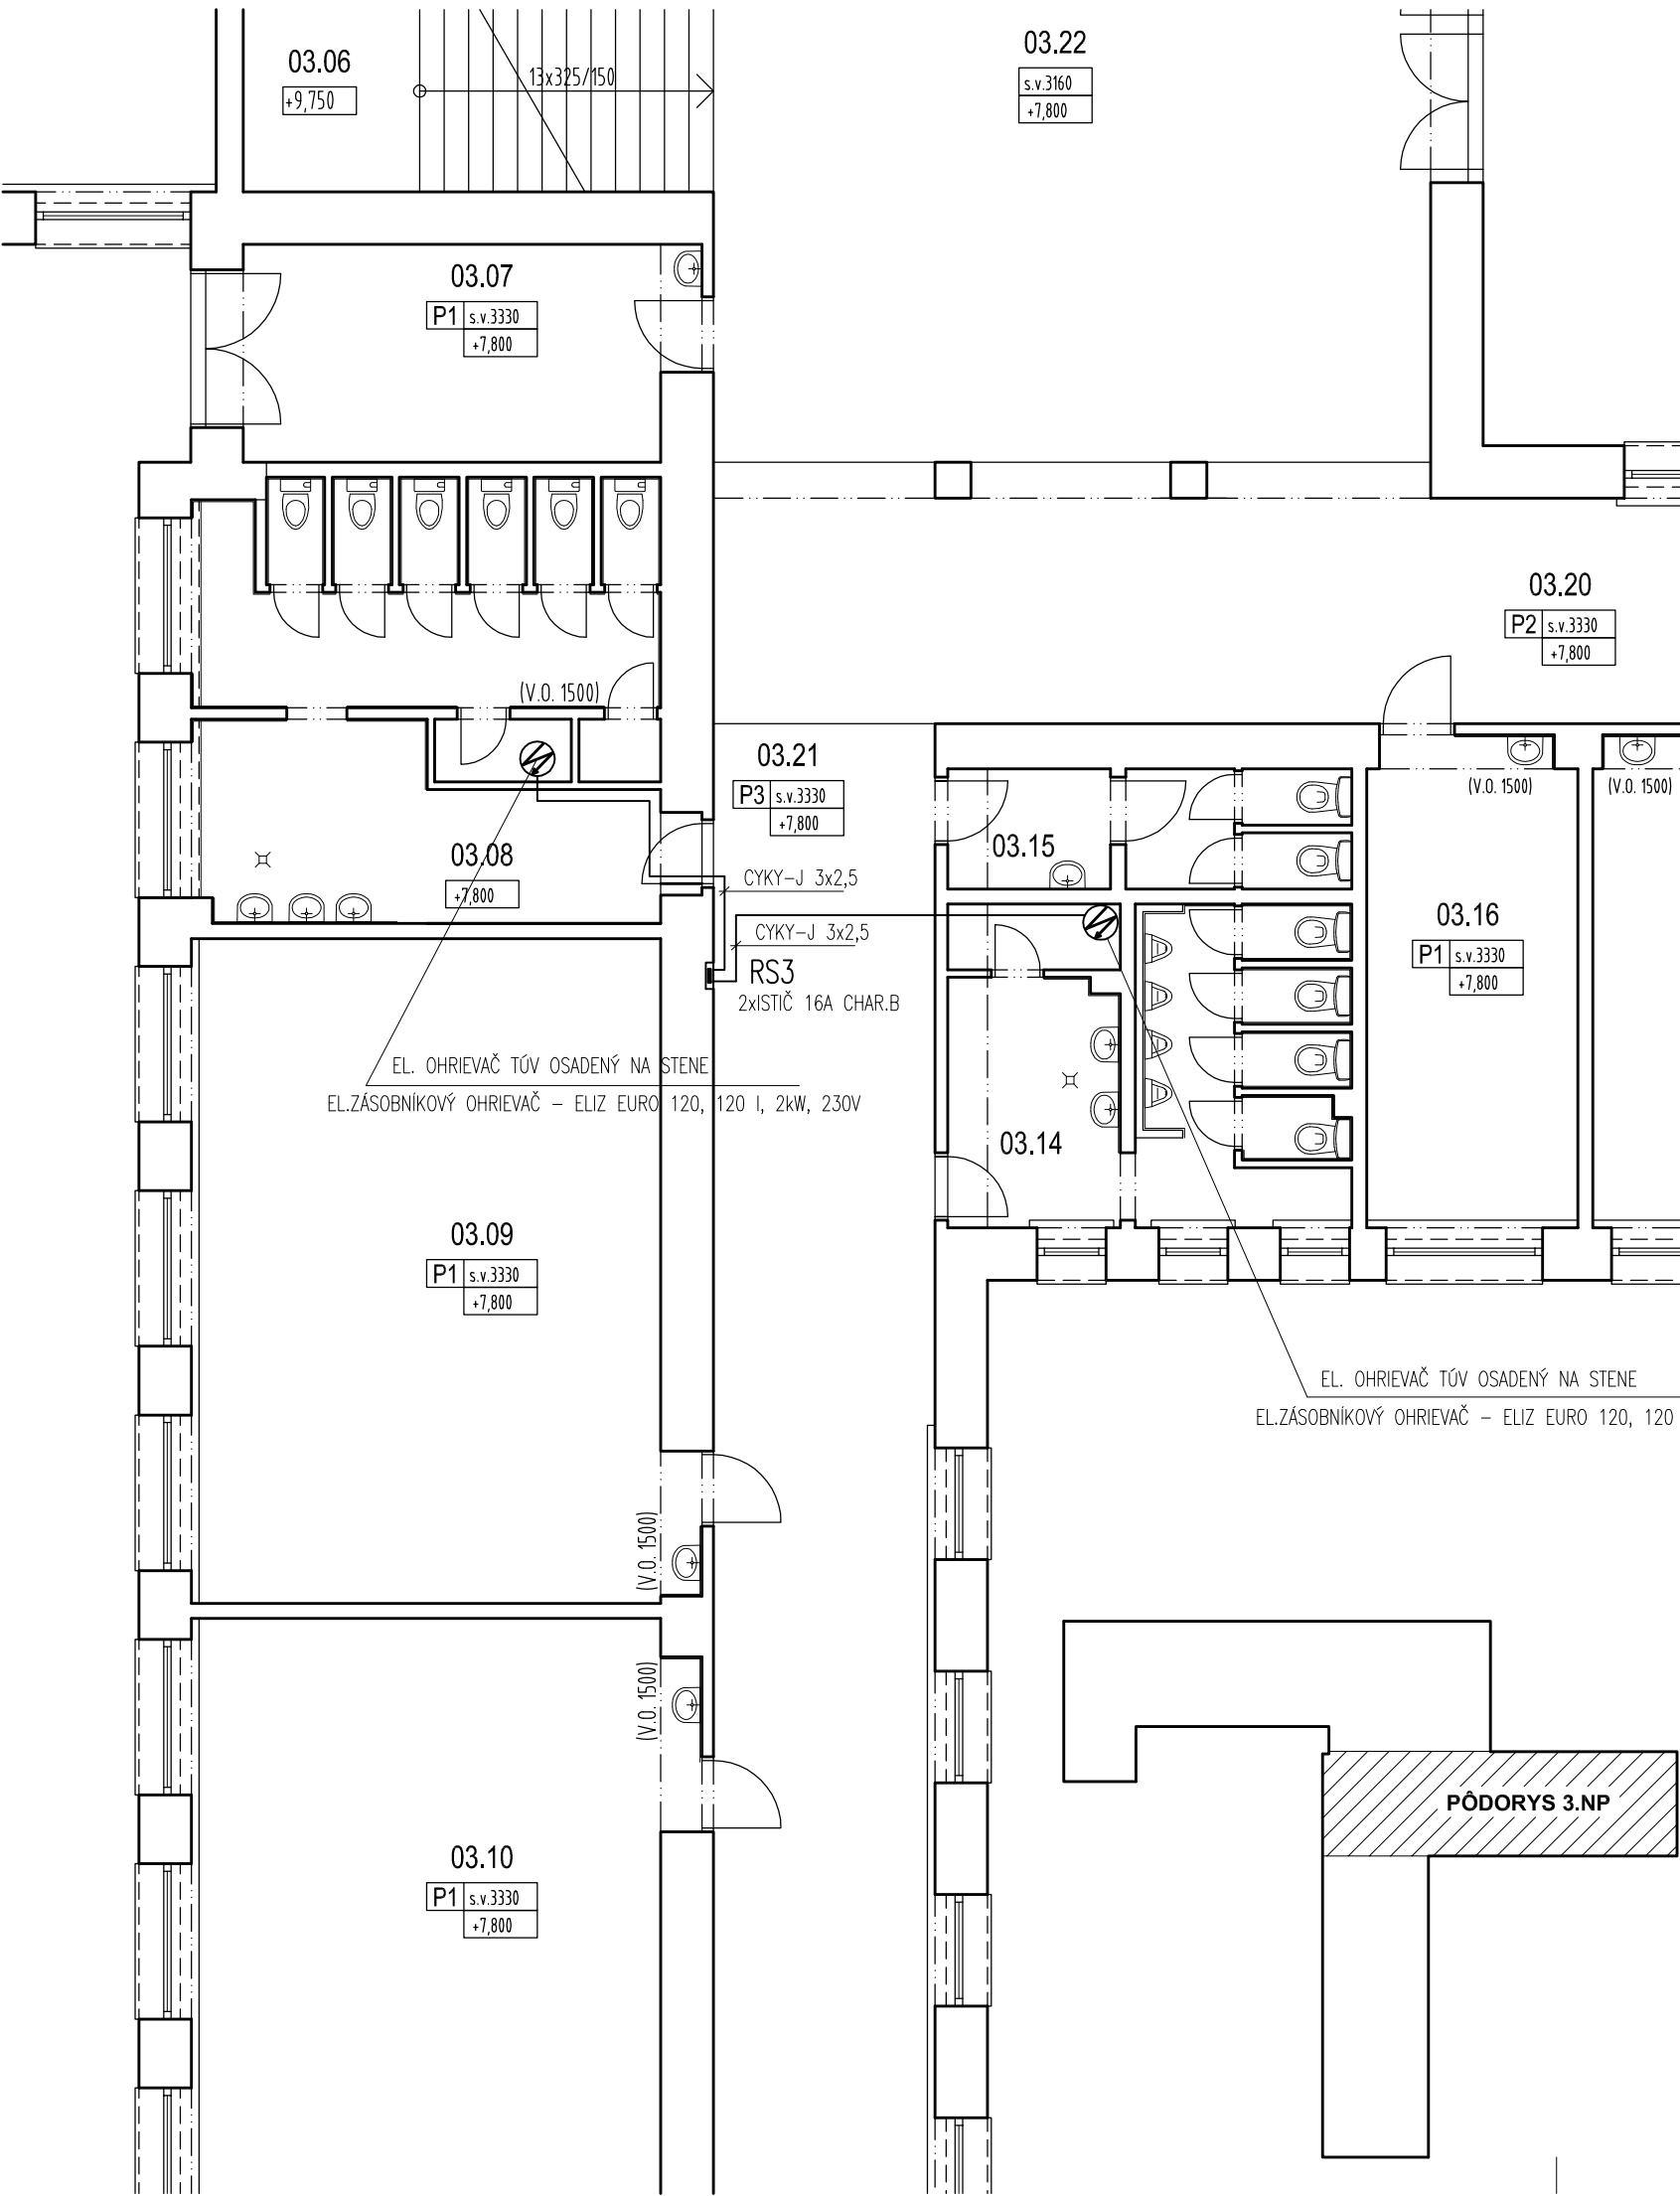 03.06
+9,750
13x325/150
03.22
s.v.3160
+7,800
03.07
P1 s.v.3330
+7,800
03.20
P2 s.v.3330
+7,800
(V.O. 1500)
03.21
P3 s.v.3330
+7,800
(V.O. 1500)
(V.O. 1500)
03.08
+7,800
03.15
CYKY-J 3x2,5
CYKY-J 3x2,5
RS3
2xISTIČ 16A CHAR.B
03.16
P1 s.v.3330
+7,800
EL. OHRIEVAČ TÚV OSADENÝ NA STENE
EL.ZÁSOBNÍKOVÝ OHRIEVAČ – ELIZ EURO 120, 120 l, 2kW, 230V
03.14
03.09
P1 s.v.3330
+7,800
EL. OHRIEVAČ TÚV OSADENÝ NA STENE
EL.ZÁSOBNÍKOVÝ OHRIEVAČ – ELIZ EURO 120, 120
(V.O. 1500)
(V.O. 1500)
PÔDORYS 3.NP
03.10
P1 s.v.3330
+7,800